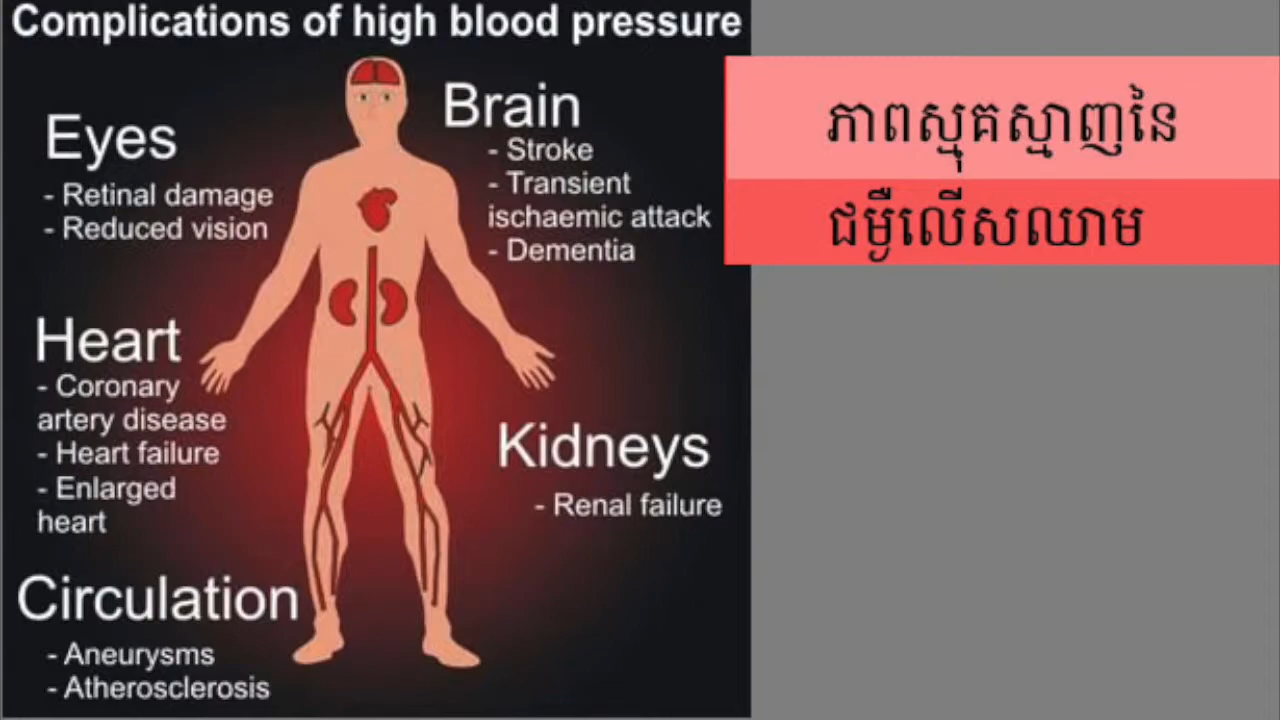 Complications of high blood pressure
Eyes
- Retinal damage
- Reduced vision
Brain
- Stroke
- Transient
ischaemic attack
- Dementia
Heart
- Coronary
artery disease
- Heart failure
- Enlarged
heart
Kidneys
- Renal failure
Circulation
- Aneurysms
- Atherosclerosis
ភាពស្មុគស្មាញនៃ
ជម្ងឺលើសឈាម